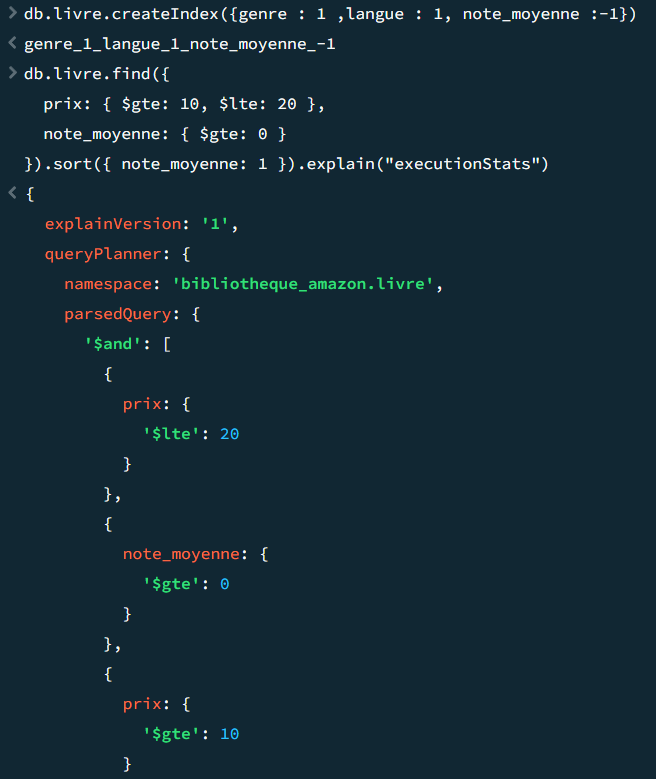 > db.livre.createIndex({genre : 1 ,langue : 1, note_moyenne :-1})
< genre_1_langue_1_note_moyenne_-1
> db.livre.find({
    prix: { $gte: 10, $lte: 20 },
    note_moyenne: { $gte: 0 }
  }).sort({ note_moyenne: 1 }).explain("executionStats")
< {
    explainVersion: '1',
    queryPlanner: {
      namespace: 'bibliotheque_amazon.livre',
      parsedQuery: {
        '$and': [
          {
            prix: {
              '$lte': 20
            }
          },
          {
            note_moyenne: {
              '$gte': 0
            }
          },
          {
            prix: {
              '$gte': 10
            }